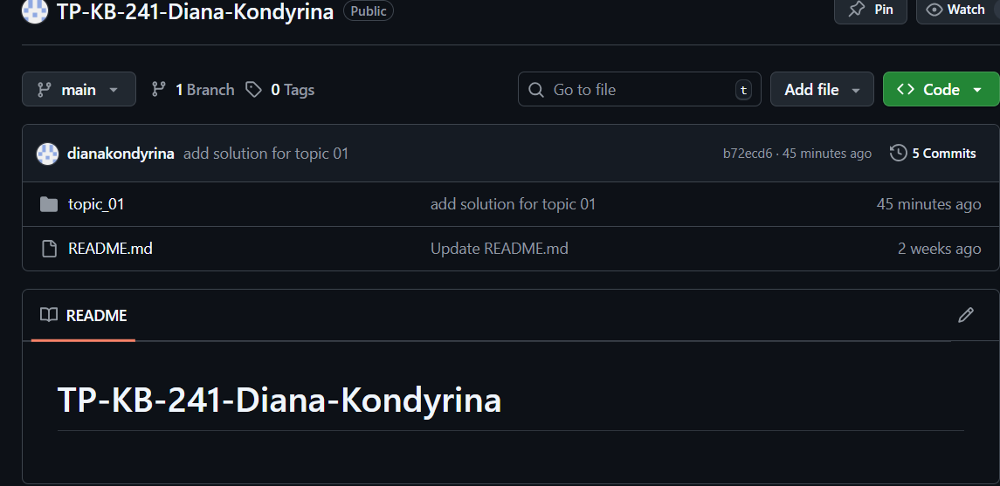 TP-KB-241-Diana-Kondyrina Public Pin Watch
main 1 Branch 0 Tags Go to file t Add file Code
dianakondyrina add solution for topic 01 b72ecd6 · 45 minutes ago 5 Commits
topic_01 add solution for topic 01 45 minutes ago
README.md Update README.md 2 weeks ago
README
TP-KB-241-Diana-Kondyrina